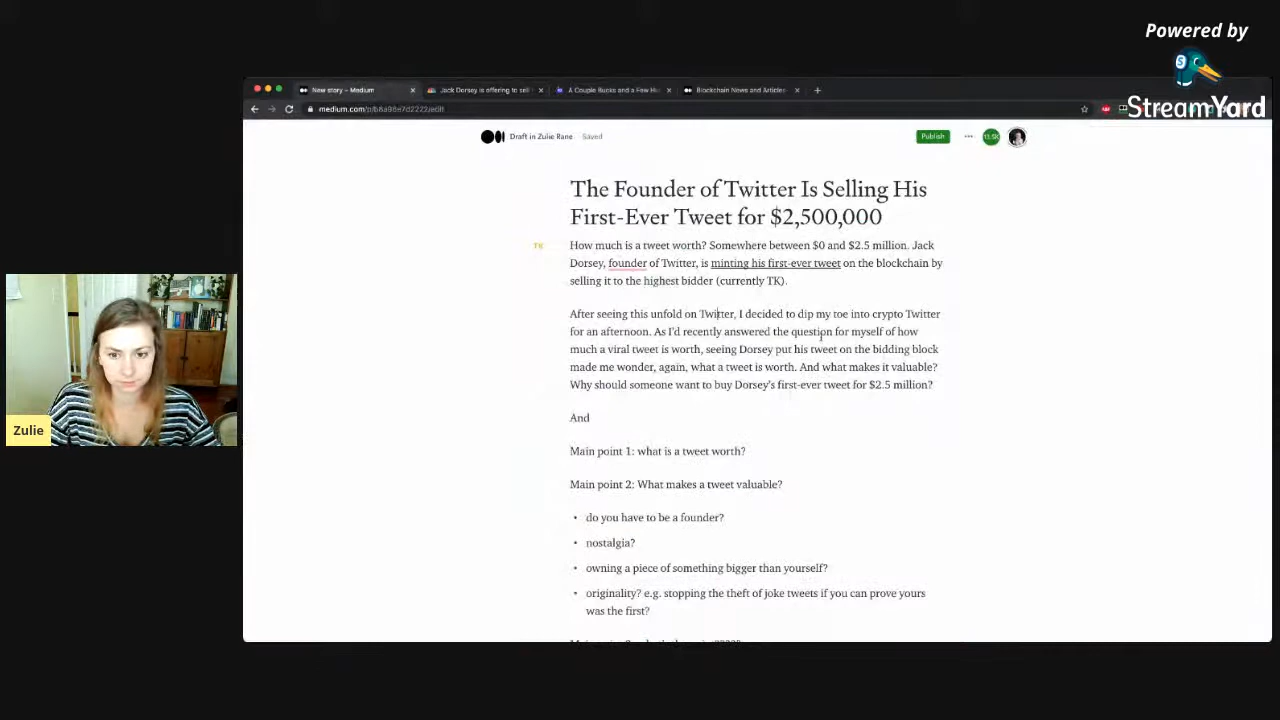 Powered by
StreamYard
New story – Medium
Jack Dorsey is offering to sell
A Couple Bucks and a Few Hu
Blockchain News and Articles
medium.com/p/b8a98e7d2222/edit
Draft in Zulie Rane
Saved
Publish
The Founder of Twitter Is Selling His
First-Ever Tweet for $2,500,000
TK
How much is a tweet worth? Somewhere between $0 and $2.5 million. Jack
Dorsey, founder of Twitter, is minting his first-ever tweet on the blockchain by
selling it to the highest bidder (currently TK).
After seeing this unfold on Twitter, I decided to dip my toe into crypto Twitter
for an afternoon. As I'd recently answered the question for myself of how
much a viral tweet is worth, seeing Dorsey put his tweet on the bidding block
made me wonder, again, what a tweet is worth. And what makes it valuable?
Why should someone want to buy Dorsey's first-ever tweet for $2.5 million?
And
Main point 1: what is a tweet worth?
Main point 2: What makes a tweet valuable?
• do you have to be a founder?
• nostalgia?
• owning a piece of something bigger than yourself?
• originality? e.g. stopping the theft of joke tweets if you can prove yours
was the first?
Zulie